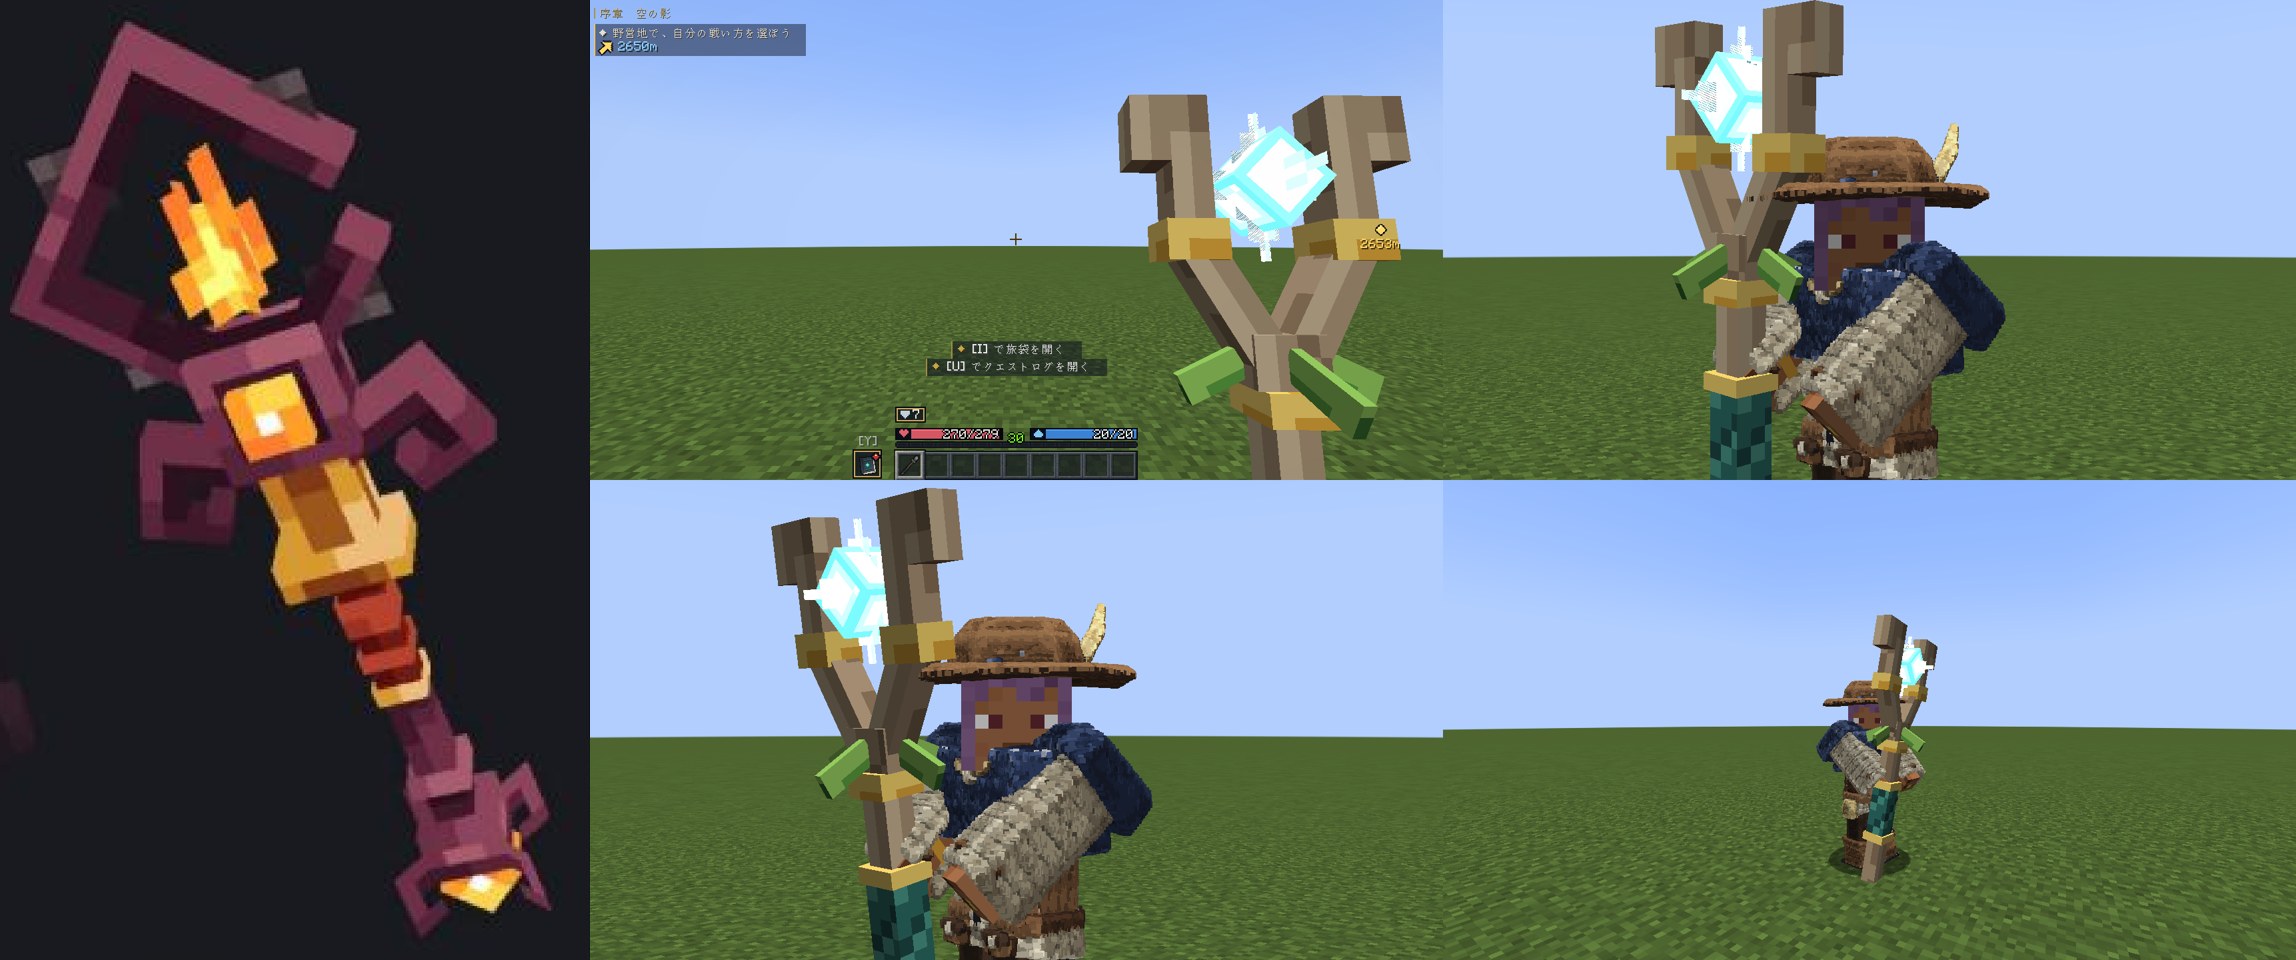 序章 空の影
野営地で、自分の戦い方を選ぼう
2650m
2653m
[I] で旅袋を開く
[U] でクエストログを開く
7
270/279
30
20/20
[Y]